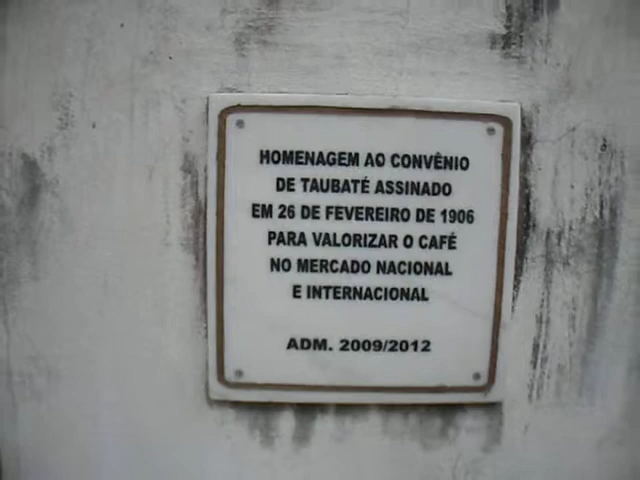 HOMENAGEM AO CONVÊNIO
DE TAUBATÉ ASSINADO
EM 26 DE FEVEREIRO DE 1906
PARA VALORIZAR O CAFÉ
NO MERCADO NACIONAL
E INTERNACIONAL
ADM. 2009/2012